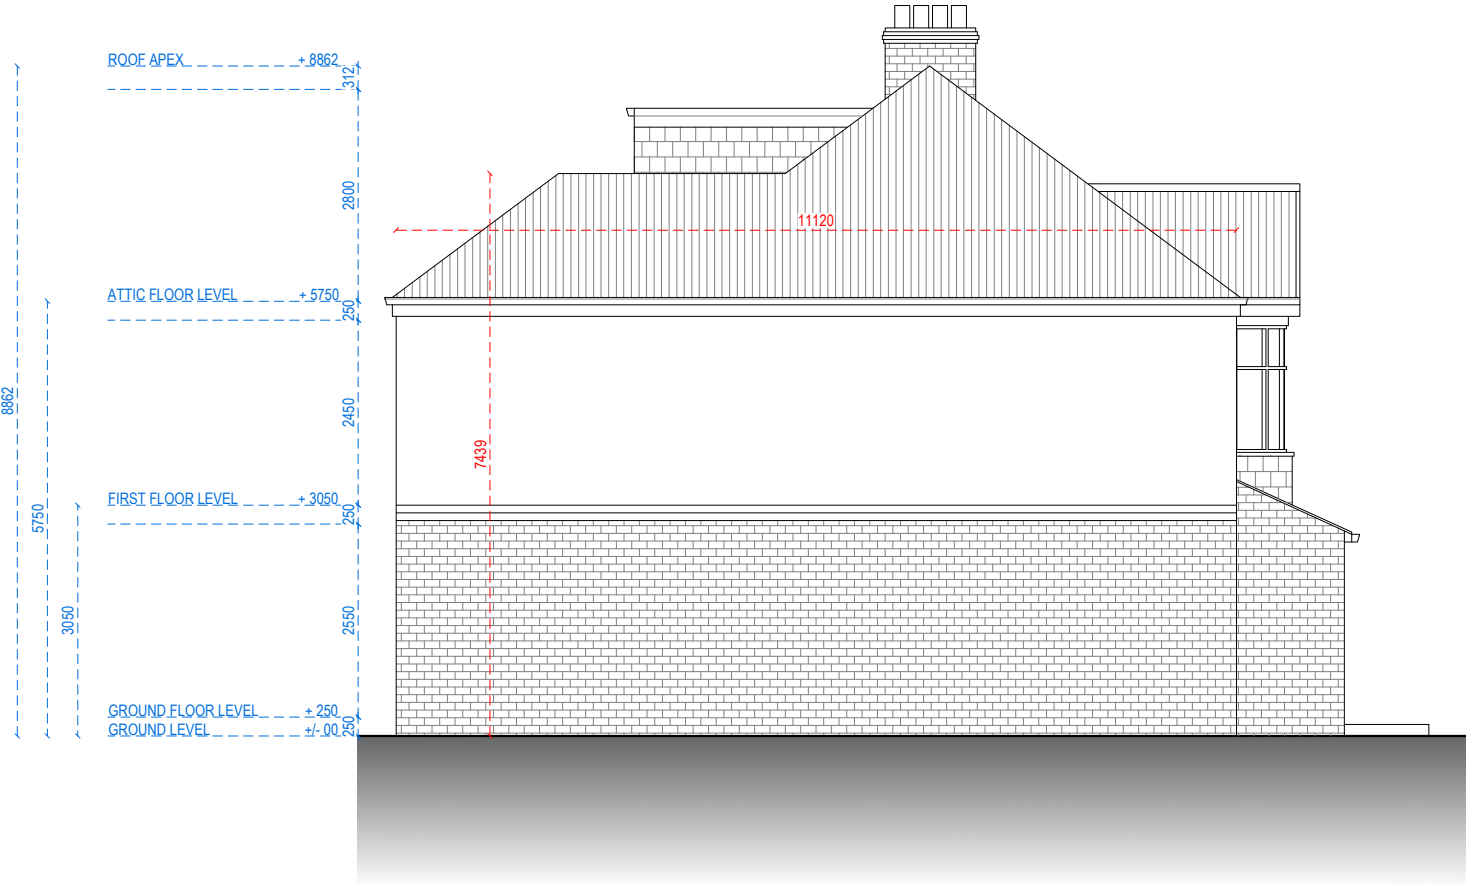 ROOF APEX + 8862
312
2800
11120
ATTIC FLOOR LEVEL + 5750
250
8862
2450
7439
FIRST FLOOR LEVEL + 3050
250
5750
3050
2550
GROUND FLOOR LEVEL + 250
GROUND LEVEL +/- 00
250